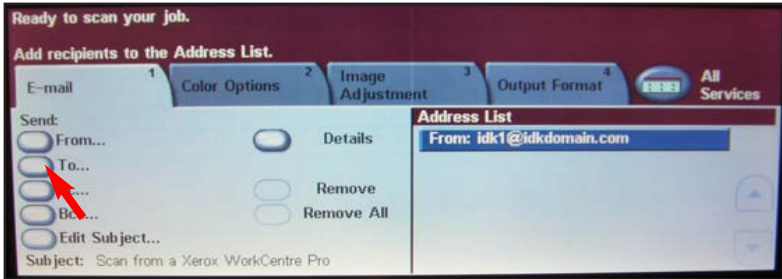 Ready to scan your job.
Add recipients to the Address List.
E-mail
1
Color Options
2
Image
Adjustment
3
Output Format
4
All
Services
Send:
From...
Details
To...
Remove
Remove All
Edit Subject...
Subject: Scan from a Xerox WorkCentre Pro
Address List
From: idk1@idkdomain.com